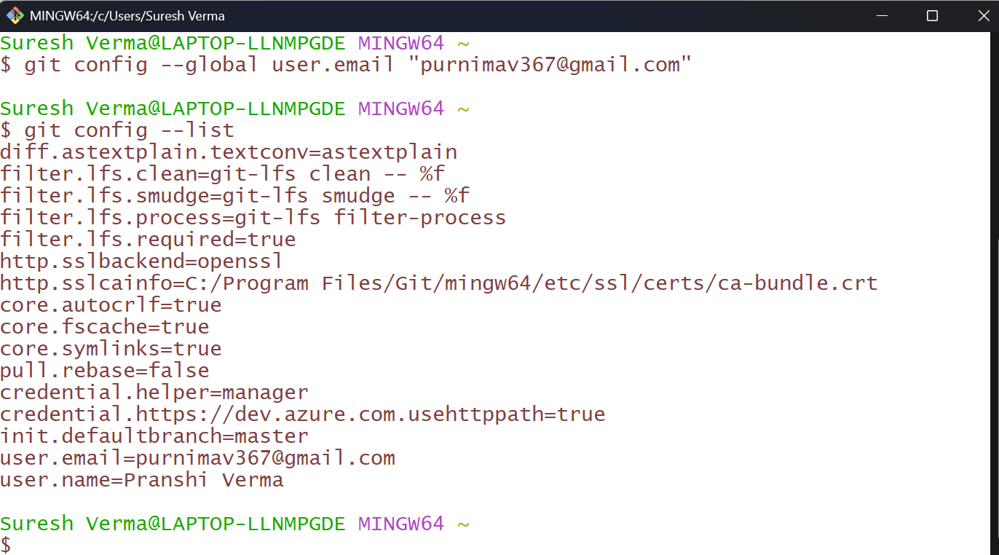 MINGW64:/c/Users/Suresh Verma
Suresh Verma@LAPTOP-LLNMPGDE MINGW64 ~
$ git config --global user.email "purnimav367@gmail.com"
Suresh Verma@LAPTOP-LLNMPGDE MINGW64 ~
$ git config --list
diff.astextplain.textconv=astextplain
filter.lfs.clean=git-lfs clean -- %f
filter.lfs.smudge=git-lfs smudge -- %f
filter.lfs.process=git-lfs filter-process
filter.lfs.required=true
http.sslbackend=openssl
http.sslcainfo=C:/Program Files/Git/mingw64/etc/ssl/certs/ca-bundle.crt
core.autocrlf=true
core.fscache=true
core.symlinks=true
pull.rebase=false
credential.helper=manager
credential.https://dev.azure.com.usehttppath=true
init.defaultbranch=master
user.email=purnimav367@gmail.com
user.name=Pranshi Verma
Suresh Verma@LAPTOP-LLNMPGDE MINGW64 ~
$